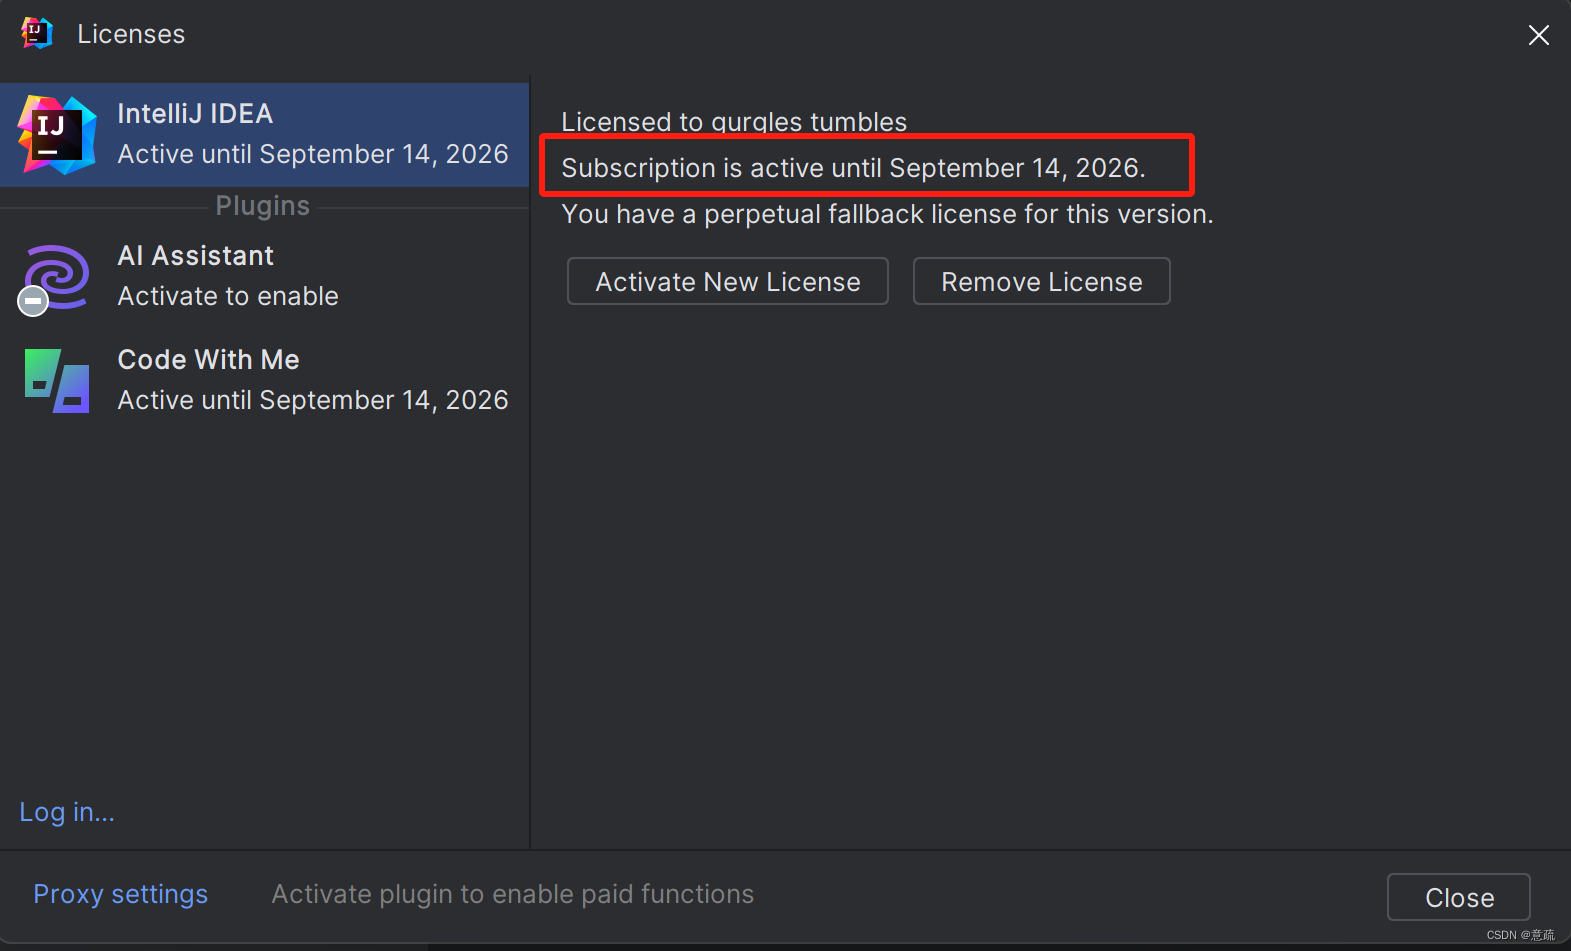 Licenses
IJ
IntelliJ IDEA
Active until September 14, 2026
Plugins
AI Assistant
Activate to enable
Code With Me
Active until September 14, 2026
Log in...
Licensed to gurgles tumbles
Subscription is active until September 14, 2026.
You have a perpetual fallback license for this version.
Activate New License
Remove License
Proxy settings
Activate plugin to enable paid functions
Close
CSDN @意疏